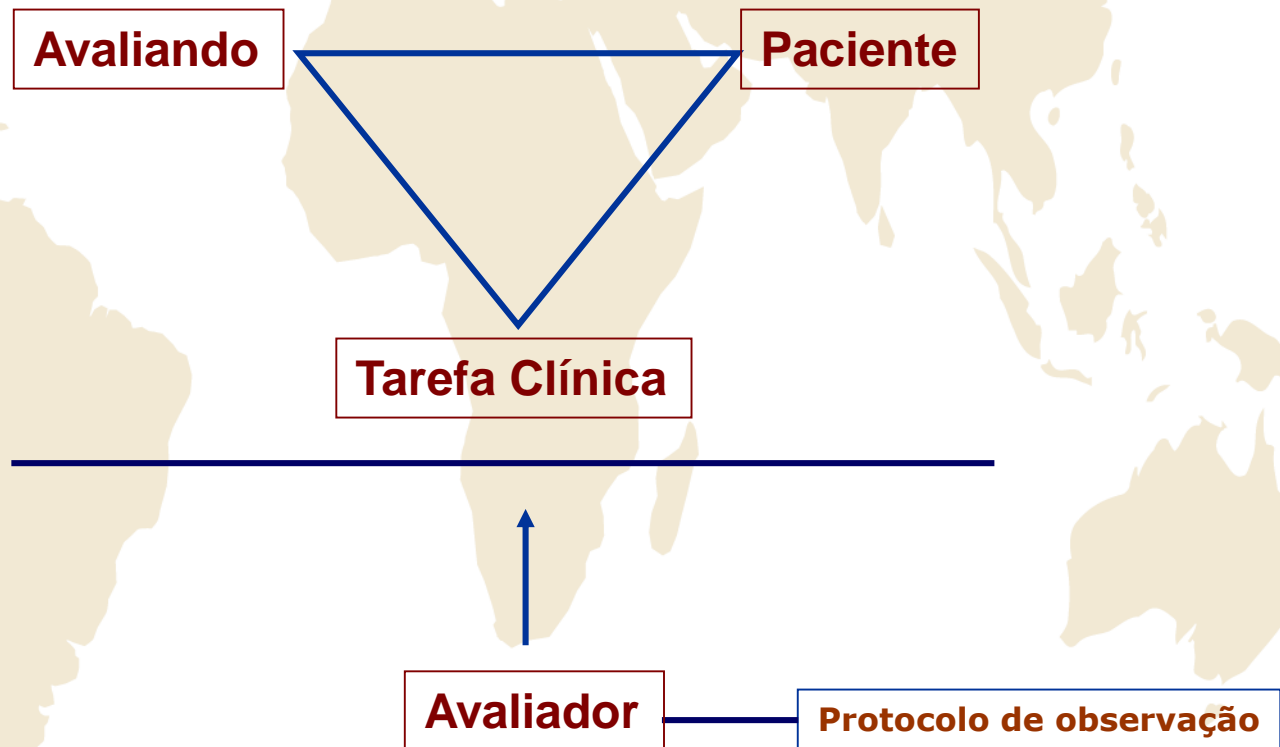 Avaliando
Paciente
Tarefa Clínica
Avaliador
Protocolo de observação